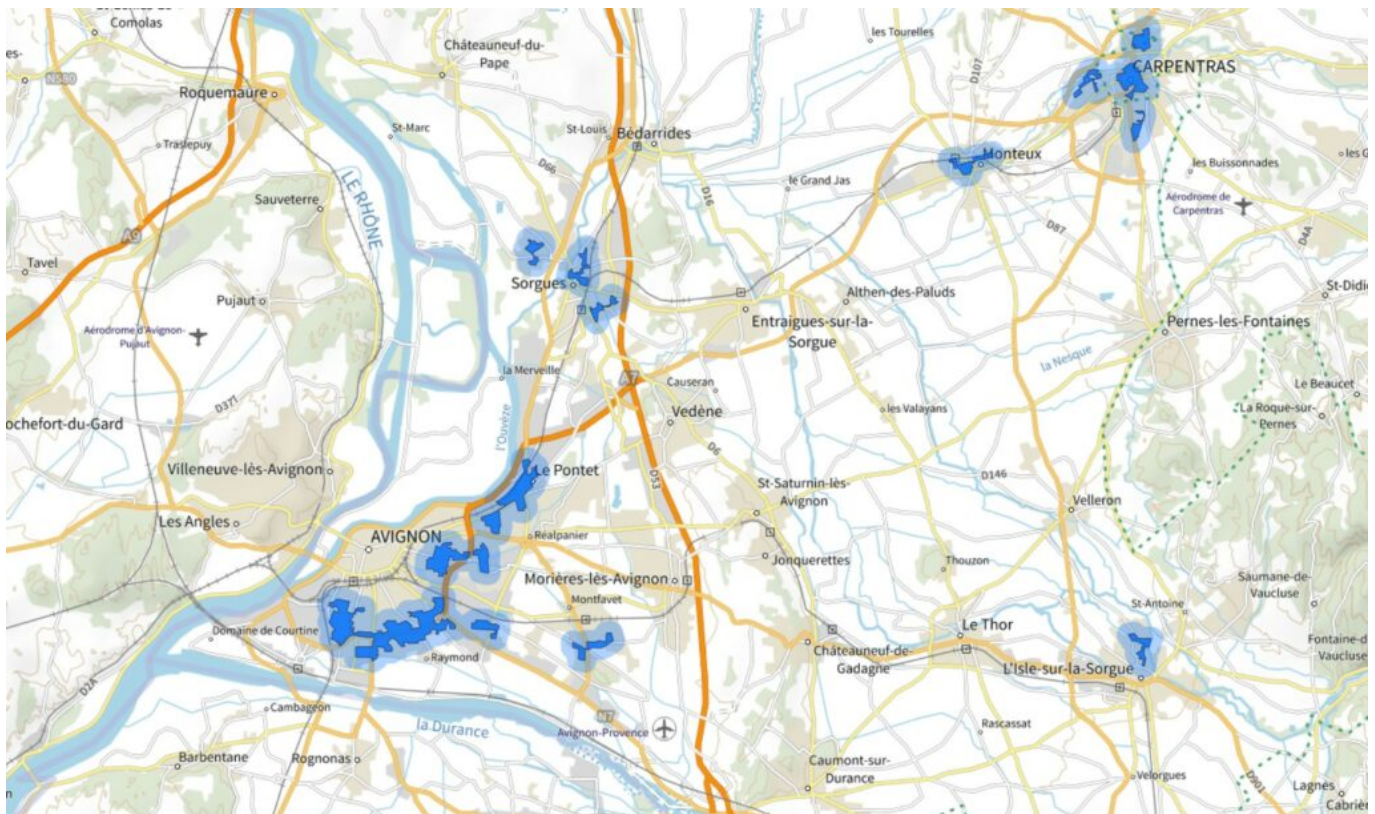 Comolas
les Tourelles
Châteauneuf-du-
Pape
D107
CARPENTRAS
N580
Roquemaure
St-Marc
St-Louis
Bédarrides
Traslepuy
Monteux
les Buissonnades
D66
le Grand Jas
D16
LE RHÔNE
Sauveterre
Aérodrome de
Carpentras
A9
D87
D4A
Tavel
Sorgues
St-Didi
Pujaut
Althen-des-Paluds
Entraigues-sur-la-
Sorgue
Pernes-les-Fontaines
Aérodrome d'Avignon-
Pujaut
la Nesque
la Merveille
A7
Causeran
Le Beaucet
D371
l'Ouvèze
Vedène
les Valayans
La Roque-sur-
Pernes
ochefort-du-Gard
D6
Villeneuve-lès-Avignon
Le Pontet
D53
D146
St-Saturnin-lès-
Avignon
Velleron
Les Angles
AVIGNON
Réalpanier
Jonquerettes
Thouzon
Morières-lès-Avignon
Saumane-de-
Vaucluse
Montfavet
St-Antoine
Domaine de Courtine
Le Thor
Raymond
Châteauneuf-de-
Gadagne
Fontaine-d
Vaucluse
L'Isle-sur-la-Sorgue
D2A
Cambageon
la Durance
N7
Avignon-Provence
Rascassat
Barbentane
Rognonas
Caumont-sur-
Durance
Velorgues
D901
Lagnes
Cabriè